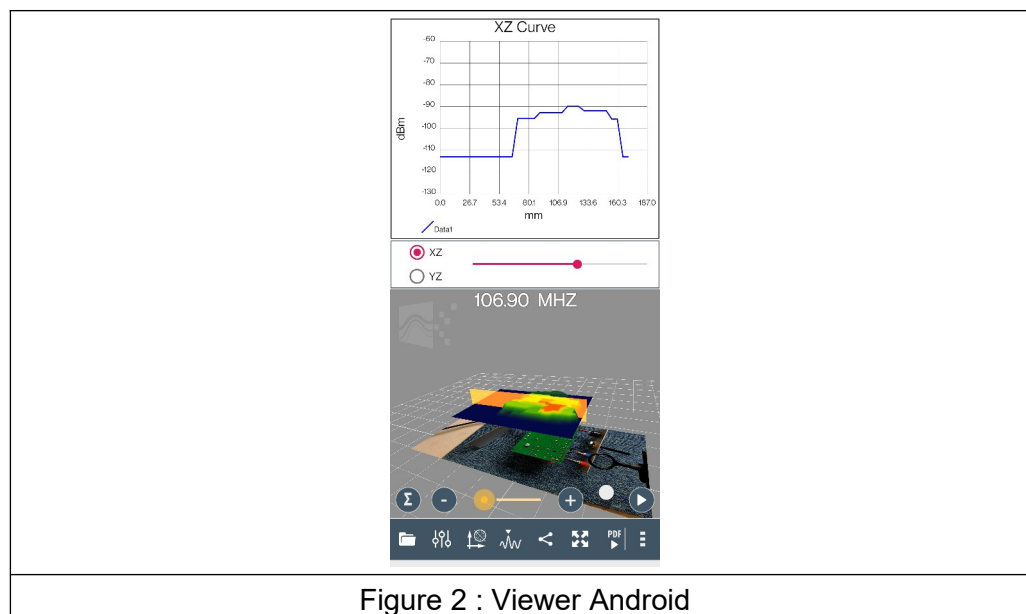 XZ Curve
-60
-70
-80
-90
-100
-110
-120
-130
dBm
0.0 26.7 53.4 80.1 106.9 133.6 160.3 187.0
mm
Data1
XZ
YZ
106.90 MHZ
Σ - + 
PDF
Figure 2 : Viewer Android